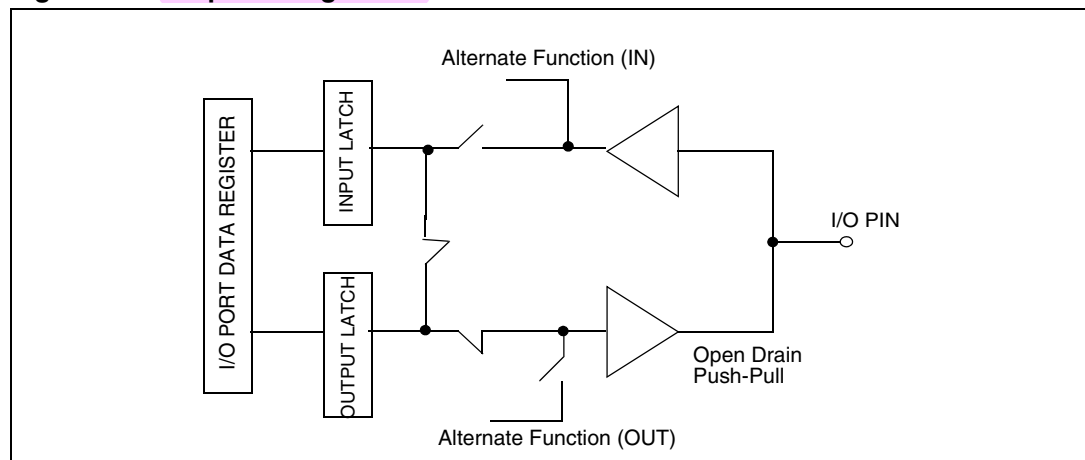 Alternate Function (IN)
I/O PORT DATA REGISTER
INPUT LATCH
I/O PIN
OUTPUT LATCH
Open Drain
Push-Pull
Alternate Function (OUT)